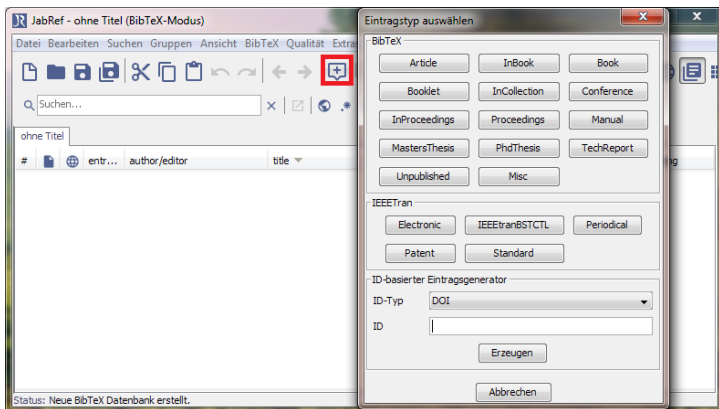 JabRef - ohne Titel (BibTeX-Modus)
Datei Bearbeiten Suchen Gruppen Ansicht BibTeX Qualität Extras
Suchen...
ohne Titel
# entr... author/editor title
Status: Neue BibTeX Datenbank erstellt.
Eintragstyp auswählen
BibTeX
Article InBook Book
Booklet InCollection Conference
InProceedings Proceedings Manual
MastersThesis PhdThesis TechReport
Unpublished Misc
IEEETran
Electronic IEEEtranBSTCTL Periodical
Patent Standard
ID-basierter Eintragsgenerator
ID-Typ DOI
ID
Erzeugen
Abbrechen